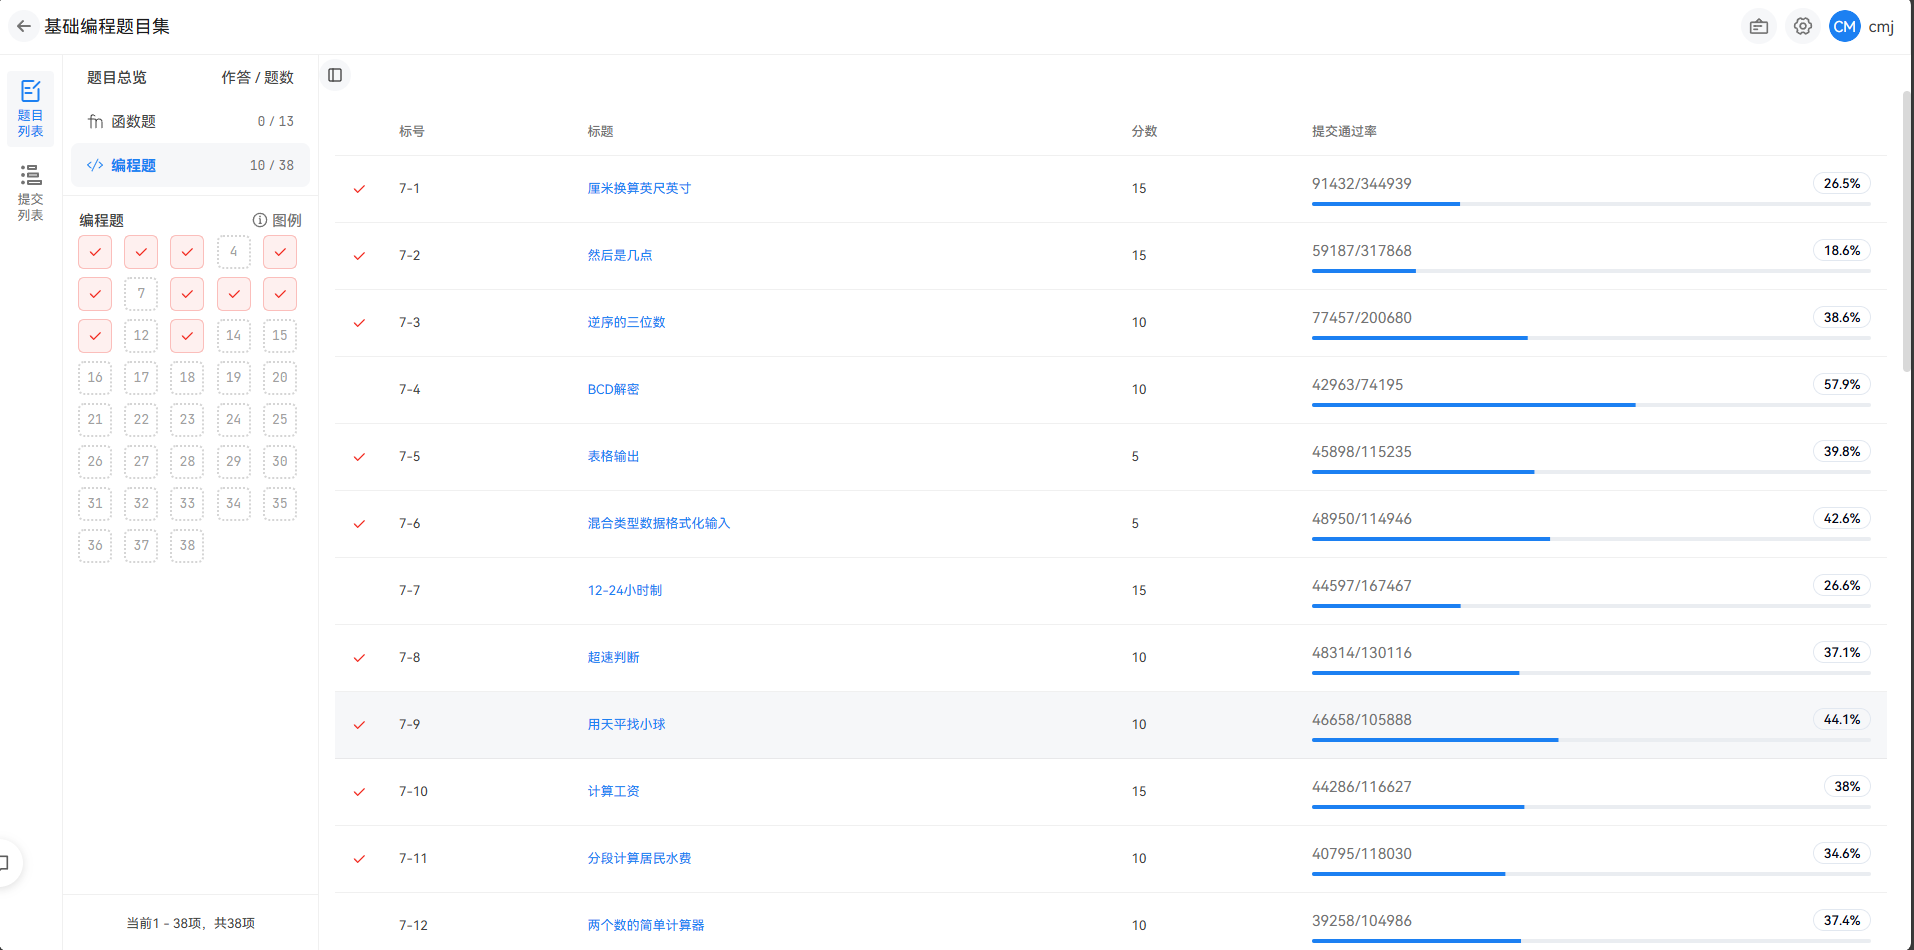 基础编程题目集
CM cmj
题目
列表
提交
列表
题目总览 作答 / 题数
fn 函数题 0 / 13
</> 编程题 10 / 38
编程题 图例
4
7
12 14 15
16 17 18 19 20
21 22 23 24 25
26 27 28 29 30
31 32 33 34 35
36 37 38
当前1 - 38项，共38项
标号 标题 分数 提交通过率
7-1 厘米换算英尺英寸 15 91432/344939 26.5%
7-2 然后是几点 15 59187/317868 18.6%
7-3 逆序的三位数 10 77457/200680 38.6%
7-4 BCD解密 10 42963/74195 57.9%
7-5 表格输出 5 45898/115235 39.8%
7-6 混合类型数据格式化输入 5 48950/114946 42.6%
7-7 12-24小时制 15 44597/167467 26.6%
7-8 超速判断 10 48314/130116 37.1%
7-9 用天平找小球 10 46658/105888 44.1%
7-10 计算工资 15 44286/116627 38%
7-11 分段计算居民水费 10 40795/118030 34.6%
7-12 两个数的简单计算器 10 39258/104986 37.4%